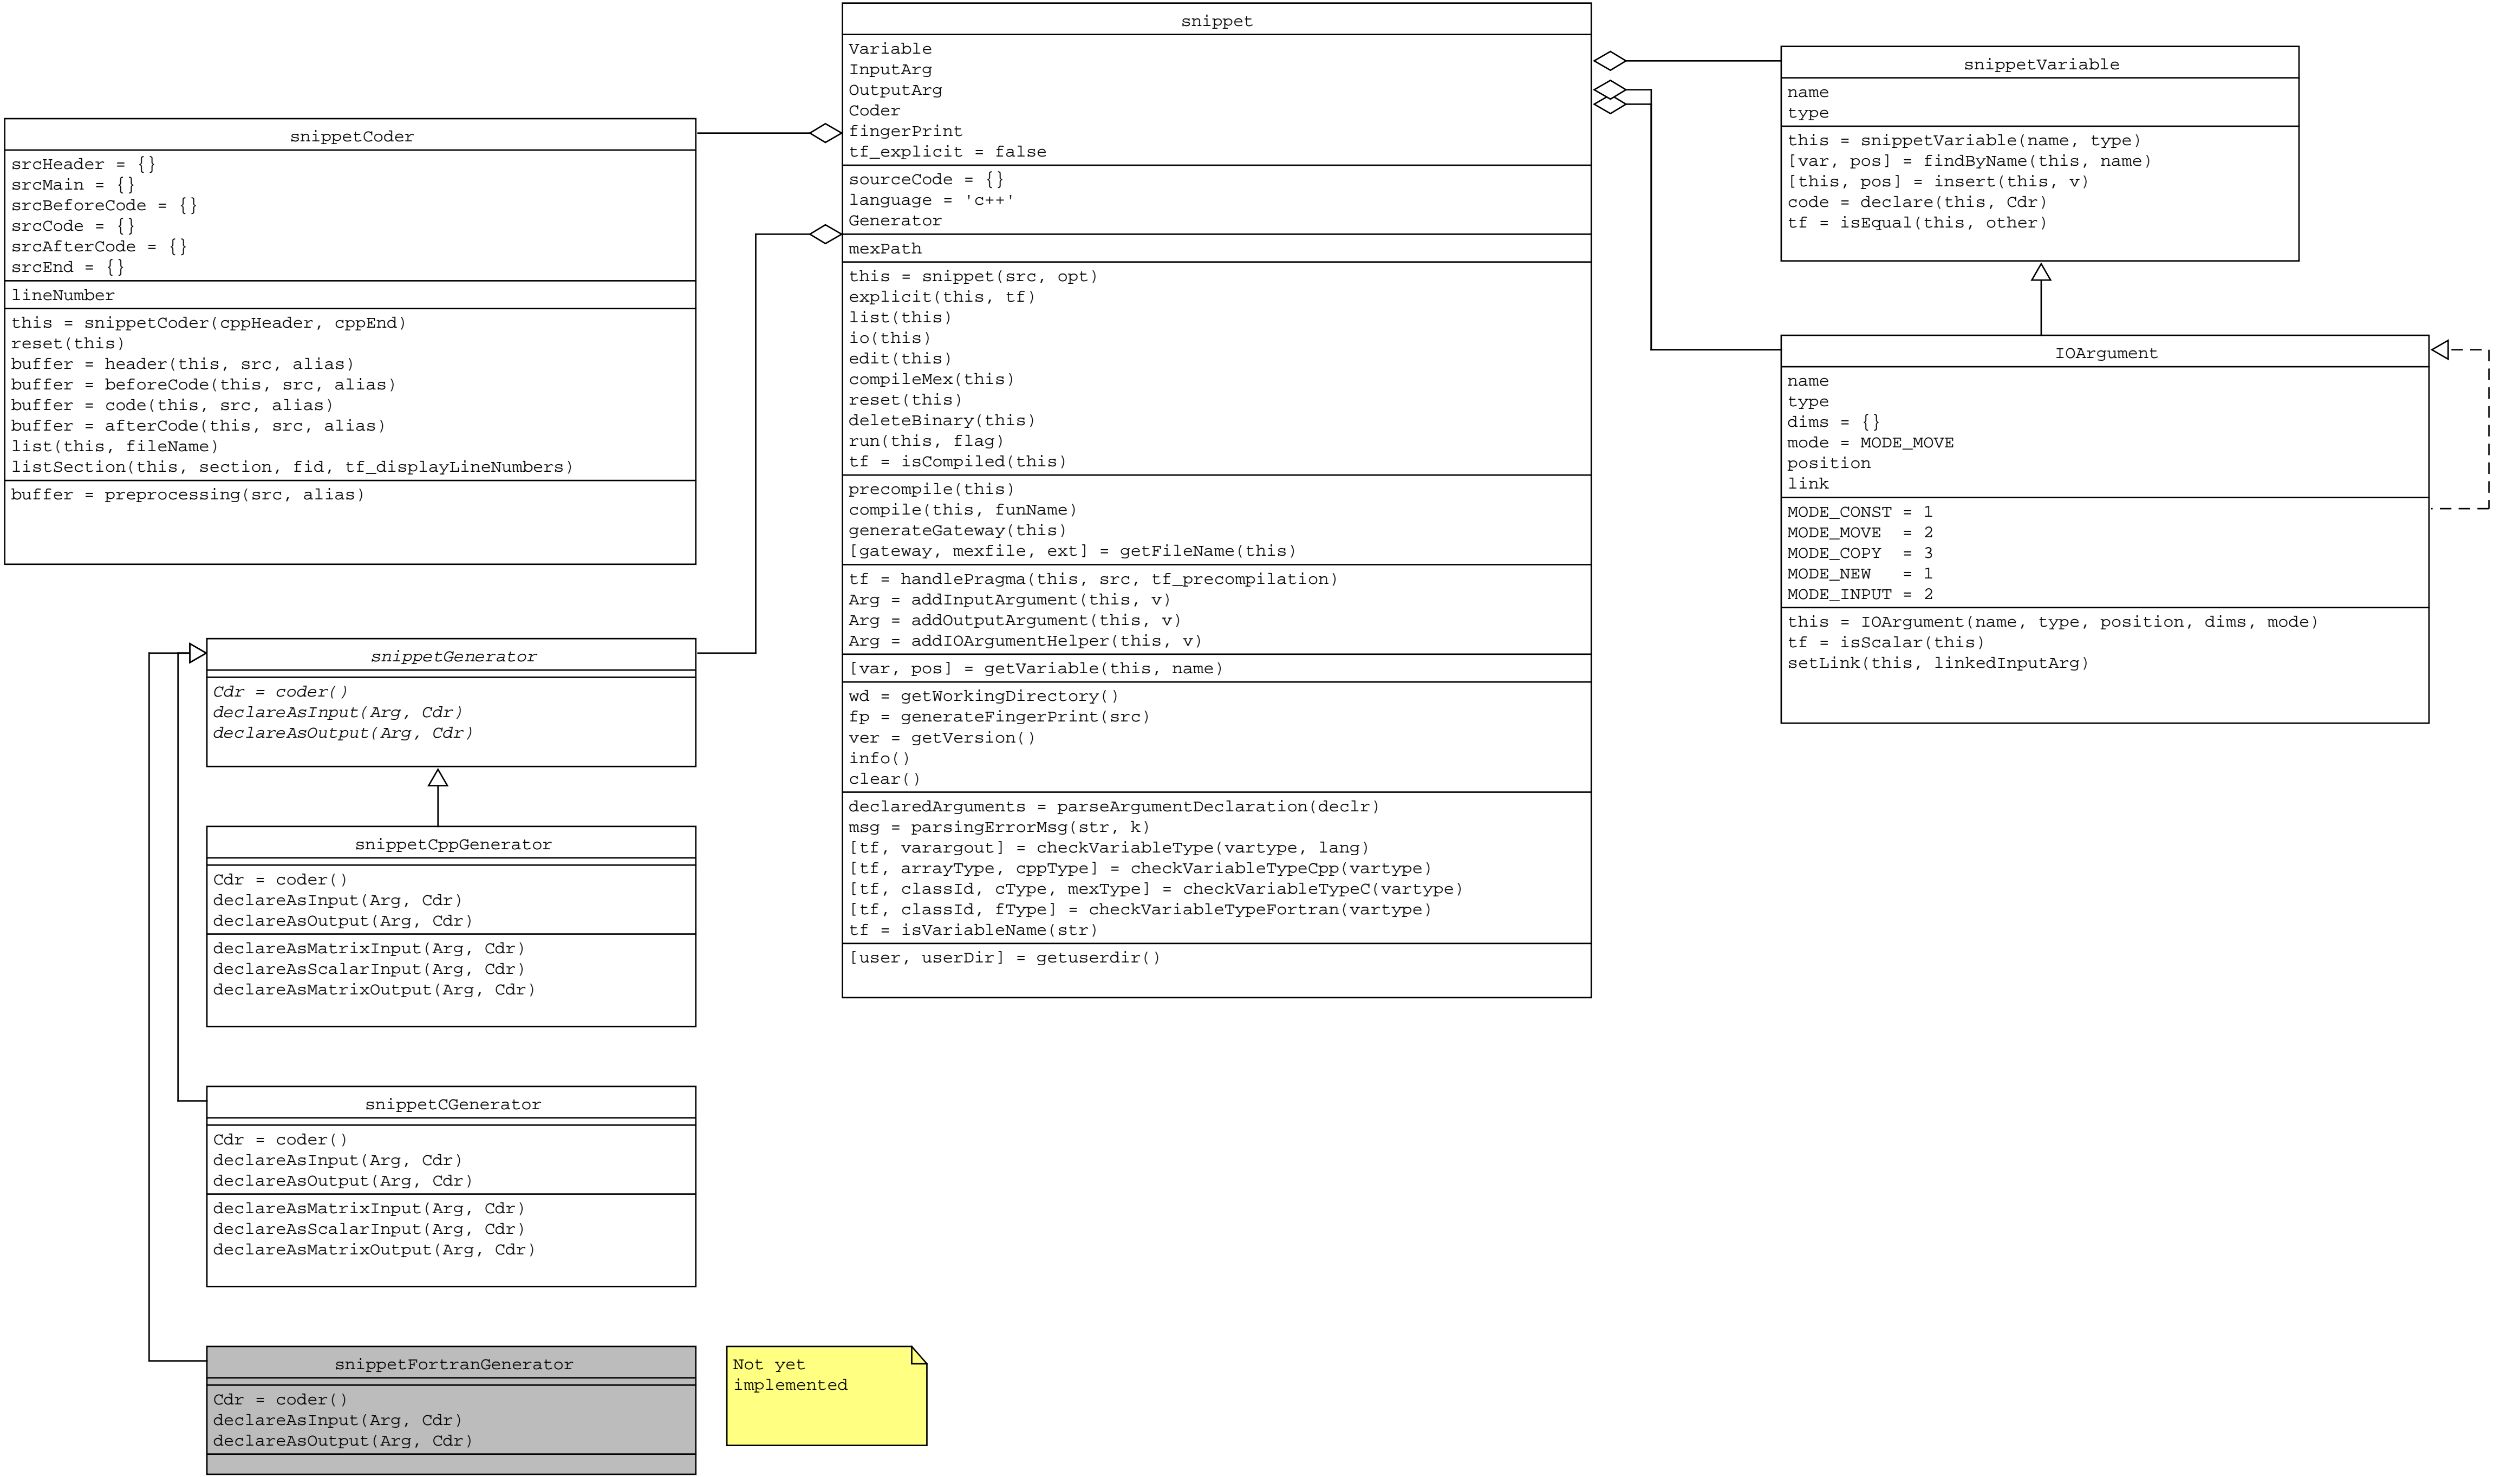 snippet
Variable
InputArg
OutputArg
Coder
fingerPrint
tf_explicit = false
sourceCode = {}
language = 'c++'
Generator
mexPath
this = snippet(src, opt)
explicit(this, tf)
list(this)
io(this)
edit(this)
compileMex(this)
reset(this)
deleteBinary(this)
run(this, flag)
tf = isCompiled(this)
precompile(this)
compile(this, funName)
generateGateway(this)
[gateway, mexfile, ext] = getFileName(this)
tf = handlePragma(this, src, tf_precompilation)
Arg = addInputArgument(this, v)
Arg = addOutputArgument(this, v)
Arg = addIOArgumentHelper(this, v)
[var, pos] = getVariable(this, name)
wd = getWorkingDirectory()
fp = generateFingerPrint(src)
ver = getVersion()
info()
clear()
declaredArguments = parseArgumentDeclaration(declr)
msg = parsingErrorMsg(str, k)
[tf, varargout] = checkVariableType(vartype, lang)
[tf, arrayType, cppType] = checkVariableTypeCpp(vartype)
[tf, classId, cType, mexType] = checkVariableTypeC(vartype)
[tf, classId, fType] = checkVariableTypeFortran(vartype)
tf = isVariableName(str)
[user, userDir] = getuserdir()
snippetVariable
name
type
this = snippetVariable(name, type)
[var, pos] = findByName(this, name)
[this, pos] = insert(this, v)
code = declare(this, Cdr)
tf = isEqual(this, other)
IOArgument
name
type
dims = {}
mode = MODE_MOVE
position
link
MODE_CONST = 1
MODE_MOVE  = 2
MODE_COPY  = 3
MODE_NEW   = 1
MODE_INPUT = 2
this = IOArgument(name, type, position, dims, mode)
tf = isScalar(this)
setLink(this, linkedInputArg)
snippetCoder
srcHeader = {}
srcMain = {}
srcBeforeCode = {}
srcCode = {}
srcAfterCode = {}
srcEnd = {}
lineNumber
this = snippetCoder(cppHeader, cppEnd)
reset(this)
buffer = header(this, src, alias)
buffer = beforeCode(this, src, alias)
buffer = code(this, src, alias)
buffer = afterCode(this, src, alias)
list(this, fileName)
listSection(this, section, fid, tf_displayLineNumbers)
buffer = preprocessing(src, alias)
snippetGenerator
Cdr = coder()
declareAsInput(Arg, Cdr)
declareAsOutput(Arg, Cdr)
snippetCppGenerator
Cdr = coder()
declareAsInput(Arg, Cdr)
declareAsOutput(Arg, Cdr)
declareAsMatrixInput(Arg, Cdr)
declareAsScalarInput(Arg, Cdr)
declareAsMatrixOutput(Arg, Cdr)
snippetCGenerator
Cdr = coder()
declareAsInput(Arg, Cdr)
declareAsOutput(Arg, Cdr)
declareAsMatrixInput(Arg, Cdr)
declareAsScalarInput(Arg, Cdr)
declareAsMatrixOutput(Arg, Cdr)
snippetFortranGenerator
Cdr = coder()
declareAsInput(Arg, Cdr)
declareAsOutput(Arg, Cdr)
Not yet
implemented